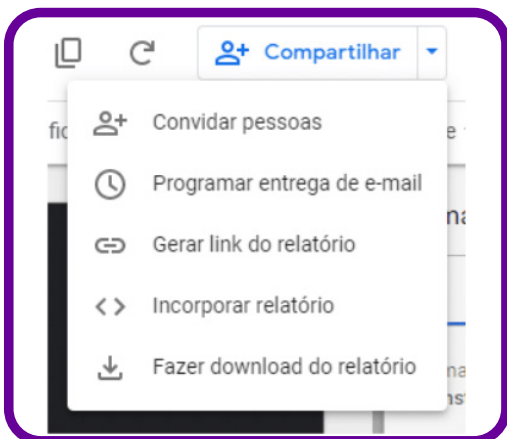 Compartilhar
Convidar pessoas
Programar entrega de e-mail
Gerar link do relatório
Incorporar relatório
Fazer download do relatório